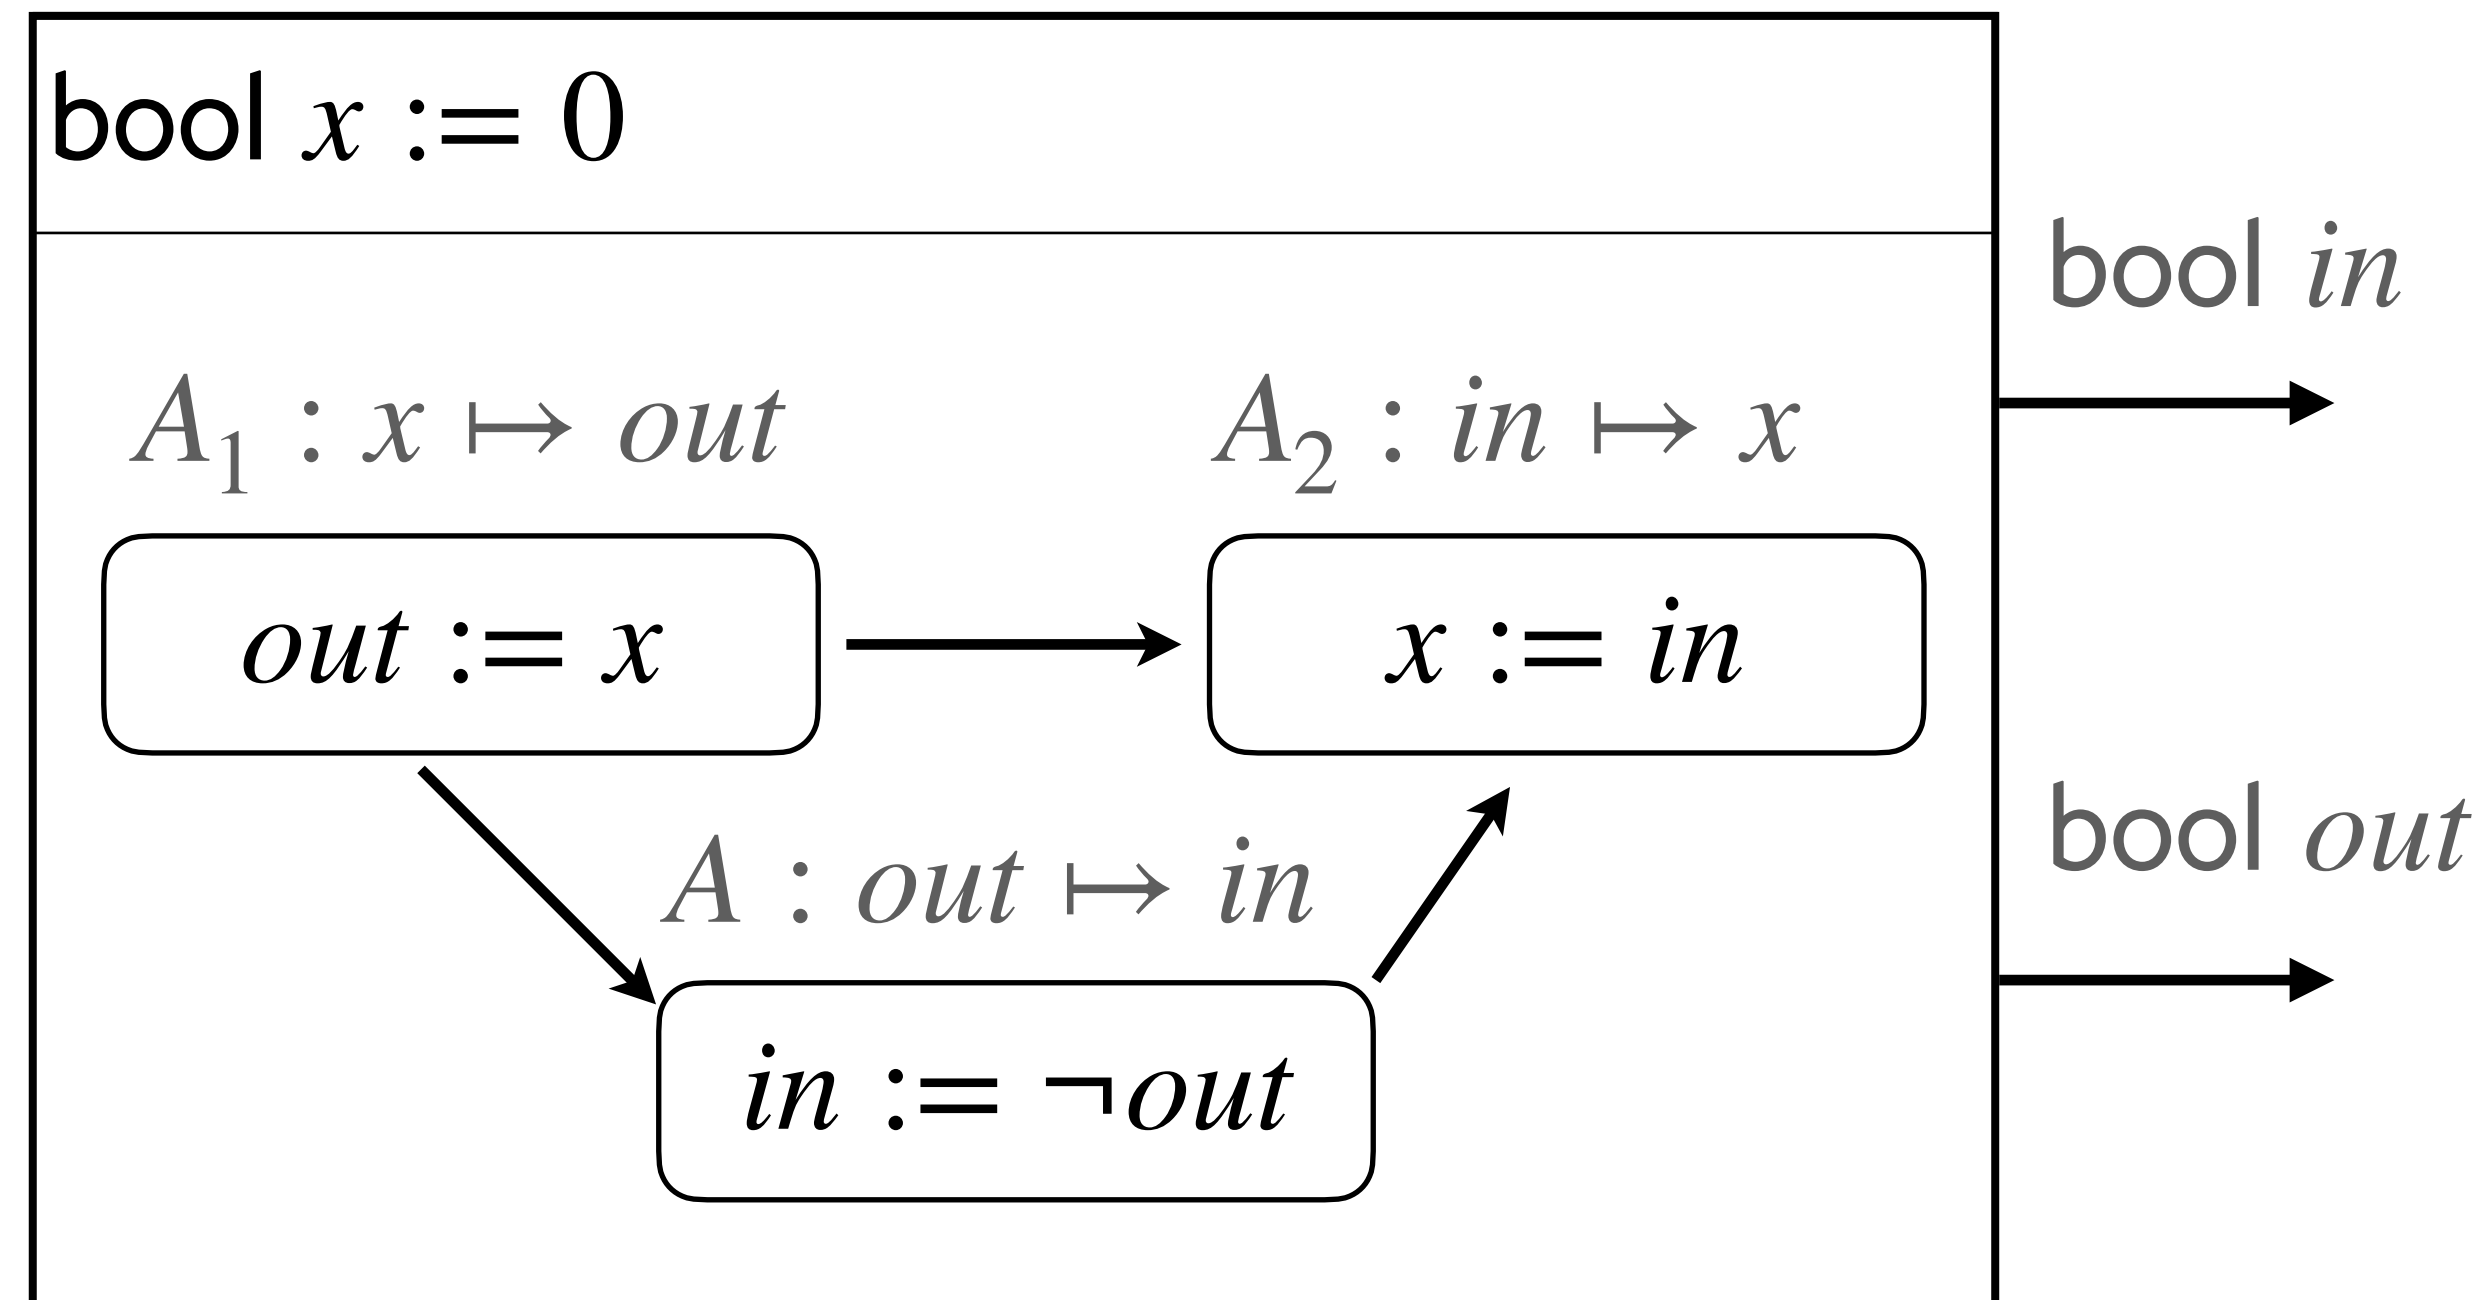 bool x := 0
bool in
A₁ : x ↦ out
A₂ : in ↦ x
out := x
x := in
bool out
A : out ↦ in
in := ¬out